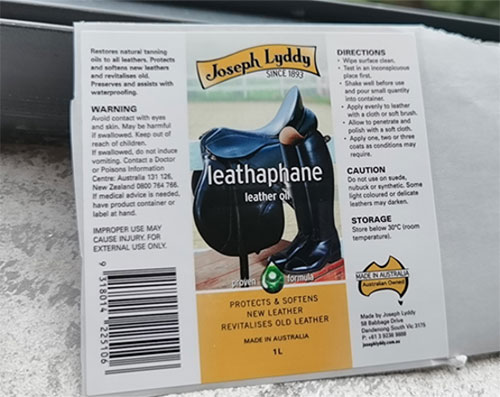 Restores natural tanning
oils to all leathers. Protects
and softens new leathers
and revitalises old.
Preserves and assists with
waterproofing.
WARNING
Avoid contact with eyes
and skin. May be harmful
if swallowed. Keep out of
reach of children.
If swallowed, do not induce
vomiting. Contact a Doctor
or Poisons Information
Centre: Australia 131 126,
New Zealand 0800 764 766.
If medical advice is needed,
have product container or
label at hand.
IMPROPER USE MAY
CAUSE INJURY. FOR
EXTERNAL USE ONLY.
9 318014 225106
Joseph Lyddy
SINCE 1893
leathaphane
leather oil
proven formula
PROTECTS & SOFTENS
NEW LEATHER
REVITALISES OLD LEATHER
MADE IN AUSTRALIA
1L
DIRECTIONS
• Wipe surface clean.
• Test in an inconspicuous
place first.
• Shake well before use
and pour small quantity
into container.
• Apply evenly to leather
with a cloth or soft brush.
• Allow to penetrate and
polish with a soft cloth.
• Apply one, two or three
coats as conditions may
require.
CAUTION
Do not use on suede,
nubuck or synthetic. Some
light coloured or delicate
leathers may darken.
STORAGE
Store below 30°C (room
temperature).
MADE IN AUSTRALIA
Australian Owned
Made by Joseph Lyddy
58 Babbage Drive
Dandenong South Vic 3175
josephlyddy.com.au